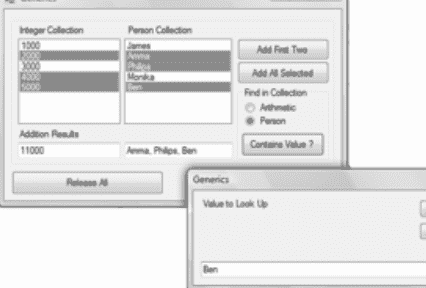 Generics
Integer Collection
Person Collection
1000
2000
3000
4000
5000
James
Amma
Philips
Monika
Ben
Add First Two
Add All Selected
Find in Collection
Arithmetic
Person
Contains Value ?
Addition Results
11000
Amma, Philips, Ben
Release All
Generics
Value to Look Up
Ben